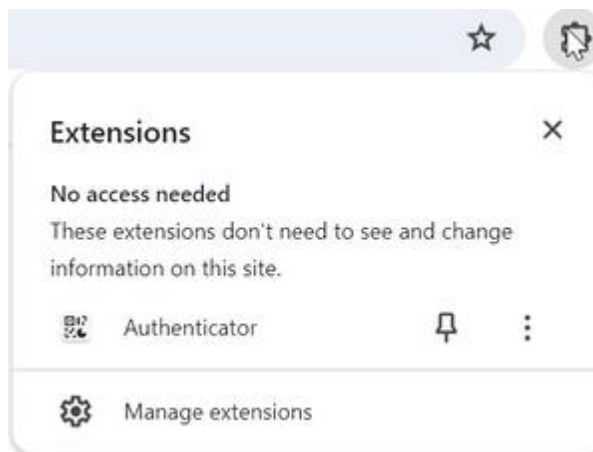 Extensions
No access needed
These extensions don't need to see and change
information on this site.
Authenticator
Manage extensions